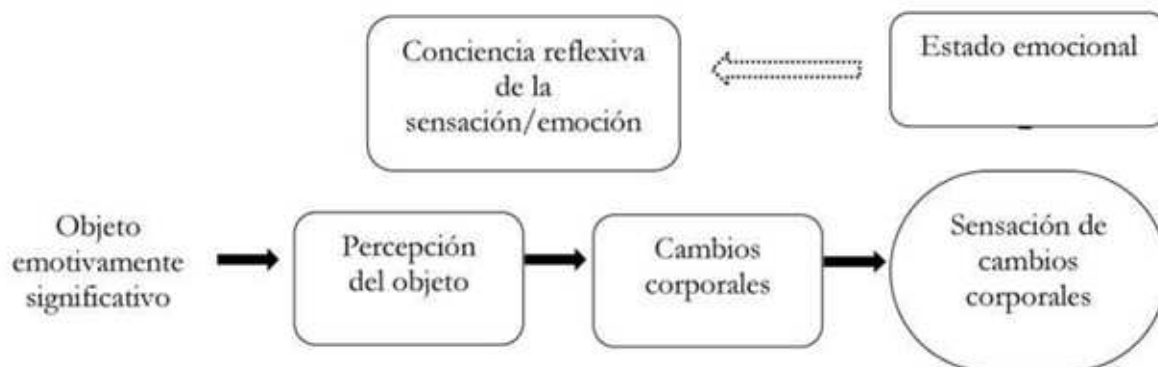 Conciencia reflexiva
de la
sensación/emoción
Estado emocional
Objeto
emotivamente
significativo
Percepción
del objeto
Cambios
corporales
Sensación de
cambios
corporales